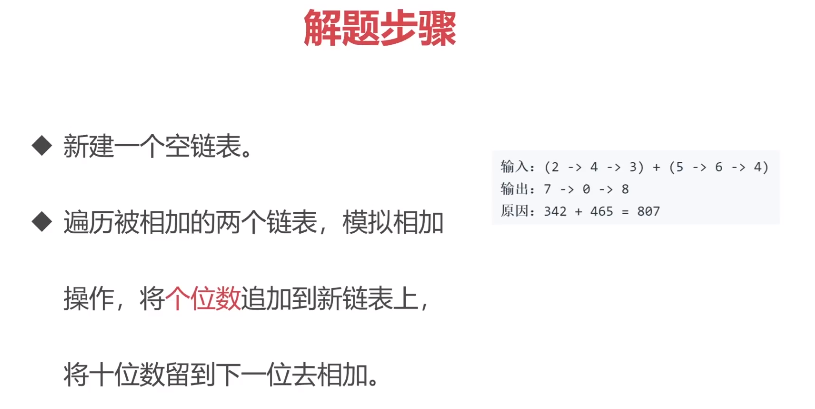 解题步骤
◆ 新建一个空链表。
◆ 遍历被相加的两个链表，模拟相加
操作，将个位数追加到新链表上，
将十位数留到下一位去相加。
输入：(2 -> 4 -> 3) + (5 -> 6 -> 4)
输出：7 -> 0 -> 8
原因：342 + 465 = 807